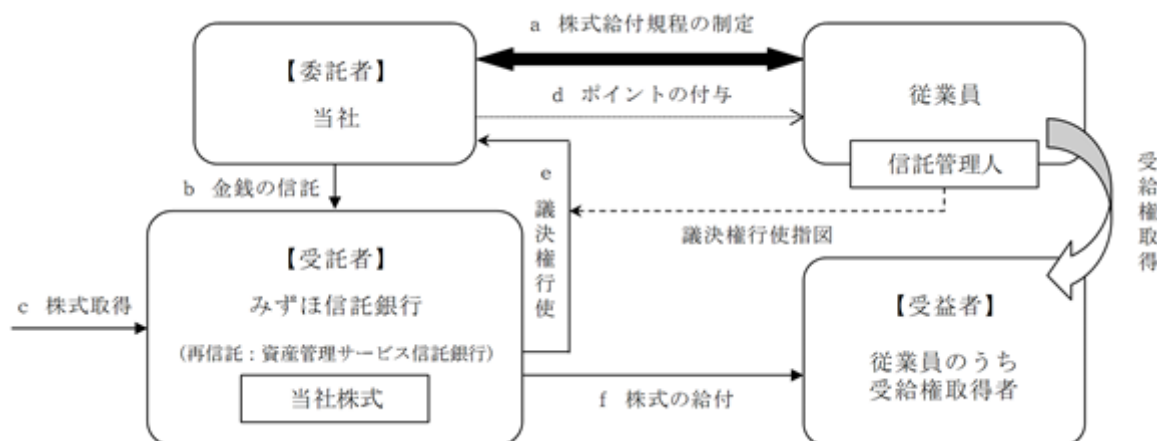 a 株式給付規程の制定
【委託者】
当社
d ポイントの付与
従業員
信託管理人
b 金銭の信託
e 議決権行使
議決権行使指図
受給権取得
【受託者】
みずほ信託銀行
(再信託：資産管理サービス信託銀行)
当社株式
c 株式取得
f 株式の給付
【受益者】
従業員のうち
受給権取得者